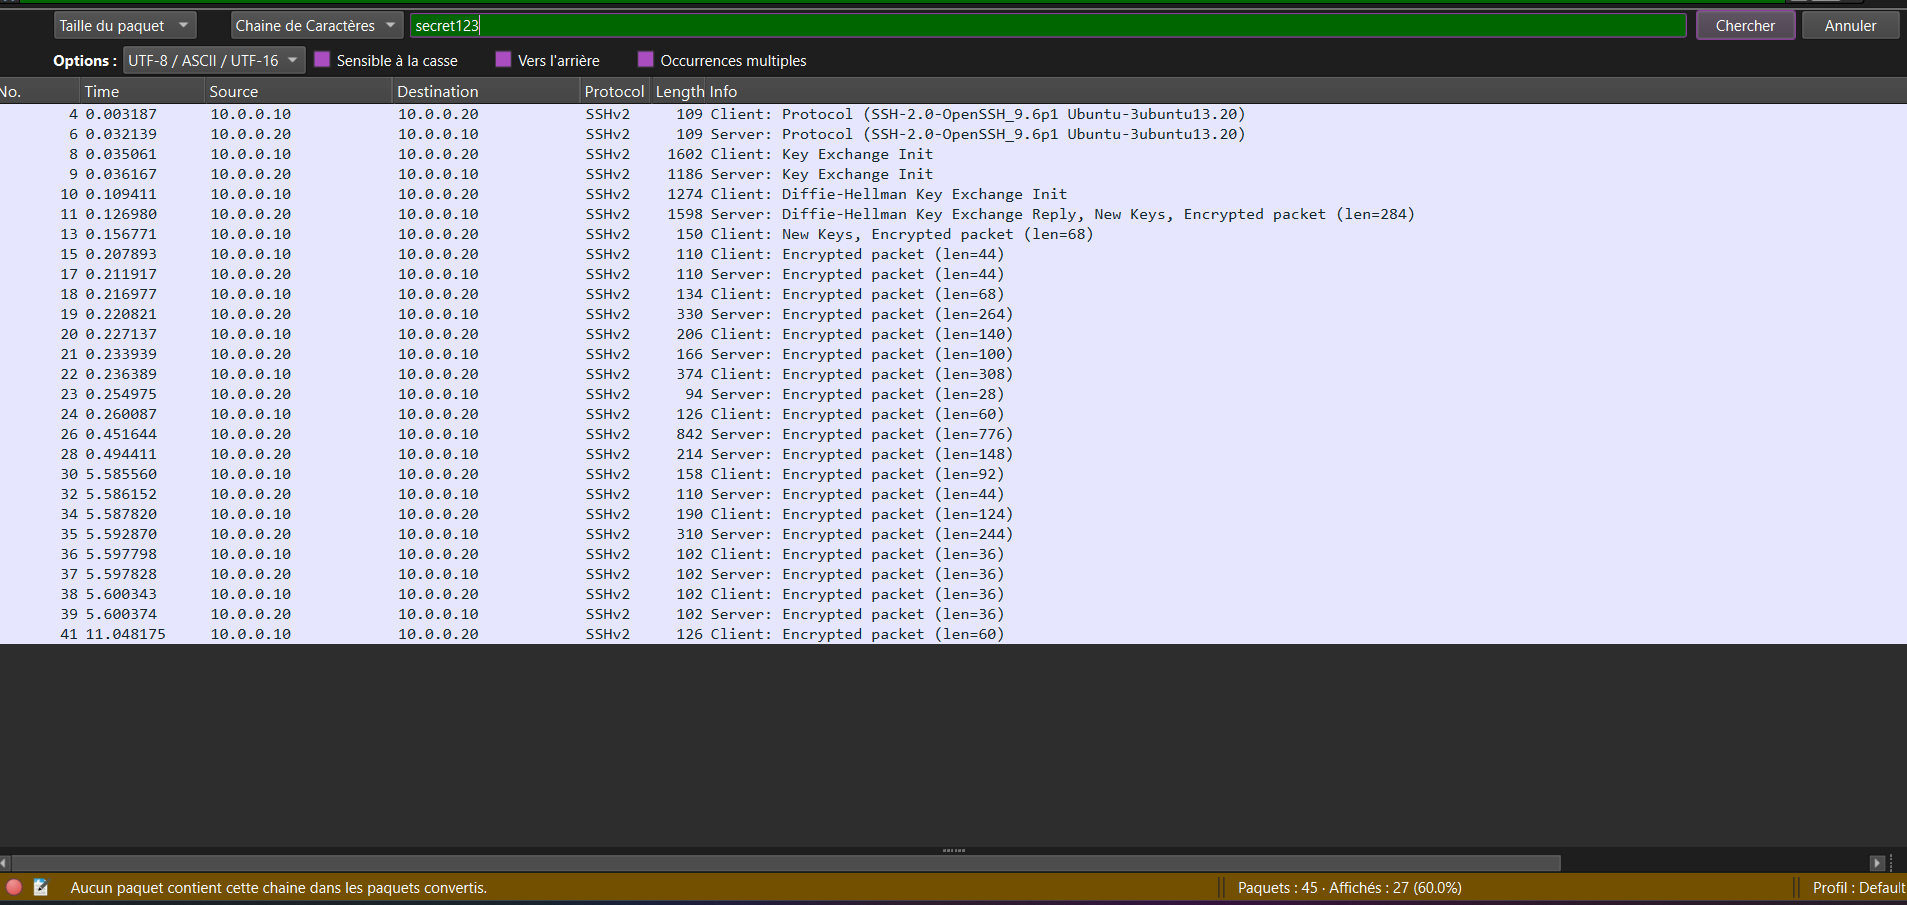 Taille du paquet Chaine de Caractères secret123 Chercher Annuler
Options : UTF-8 / ASCII / UTF-16 Sensible à la casse Vers l'arrière Occurrences multiples
No. Time Source Destination Protocol Length Info
4 0.003187 10.0.0.10 10.0.0.20 SSHv2 109 Client: Protocol (SSH-2.0-OpenSSH_9.6p1 Ubuntu-3ubuntu13.20)
6 0.032139 10.0.0.20 10.0.0.10 SSHv2 109 Server: Protocol (SSH-2.0-OpenSSH_9.6p1 Ubuntu-3ubuntu13.20)
8 0.035061 10.0.0.10 10.0.0.20 SSHv2 1602 Client: Key Exchange Init
9 0.036167 10.0.0.20 10.0.0.10 SSHv2 1186 Server: Key Exchange Init
10 0.109411 10.0.0.10 10.0.0.20 SSHv2 1274 Client: Diffie-Hellman Key Exchange Init
11 0.126980 10.0.0.20 10.0.0.10 SSHv2 1598 Server: Diffie-Hellman Key Exchange Reply, New Keys, Encrypted packet (len=284)
13 0.156771 10.0.0.10 10.0.0.20 SSHv2 150 Client: New Keys, Encrypted packet (len=68)
15 0.207893 10.0.0.10 10.0.0.20 SSHv2 110 Client: Encrypted packet (len=44)
17 0.211917 10.0.0.20 10.0.0.10 SSHv2 110 Server: Encrypted packet (len=44)
18 0.216977 10.0.0.10 10.0.0.20 SSHv2 134 Client: Encrypted packet (len=68)
19 0.220821 10.0.0.20 10.0.0.10 SSHv2 330 Server: Encrypted packet (len=264)
20 0.227137 10.0.0.10 10.0.0.20 SSHv2 206 Client: Encrypted packet (len=140)
21 0.233939 10.0.0.20 10.0.0.10 SSHv2 166 Server: Encrypted packet (len=100)
22 0.236389 10.0.0.10 10.0.0.20 SSHv2 374 Client: Encrypted packet (len=308)
23 0.254975 10.0.0.20 10.0.0.10 SSHv2 94 Server: Encrypted packet (len=28)
24 0.260087 10.0.0.10 10.0.0.20 SSHv2 126 Client: Encrypted packet (len=60)
26 0.451644 10.0.0.20 10.0.0.10 SSHv2 842 Server: Encrypted packet (len=776)
28 0.494411 10.0.0.20 10.0.0.10 SSHv2 214 Server: Encrypted packet (len=148)
30 5.585560 10.0.0.10 10.0.0.20 SSHv2 158 Client: Encrypted packet (len=92)
32 5.586152 10.0.0.20 10.0.0.10 SSHv2 110 Server: Encrypted packet (len=44)
34 5.587820 10.0.0.10 10.0.0.20 SSHv2 190 Client: Encrypted packet (len=124)
35 5.592870 10.0.0.20 10.0.0.10 SSHv2 310 Server: Encrypted packet (len=244)
36 5.597798 10.0.0.10 10.0.0.20 SSHv2 102 Client: Encrypted packet (len=36)
37 5.597828 10.0.0.20 10.0.0.10 SSHv2 102 Server: Encrypted packet (len=36)
38 5.600343 10.0.0.10 10.0.0.20 SSHv2 102 Client: Encrypted packet (len=36)
39 5.600374 10.0.0.20 10.0.0.10 SSHv2 102 Server: Encrypted packet (len=36)
41 11.048175 10.0.0.10 10.0.0.20 SSHv2 126 Client: Encrypted packet (len=60)
Aucun paquet contient cette chaine dans les paquets convertis. Paquets : 45 · Affichés : 27 (60.0%) Profil : Default